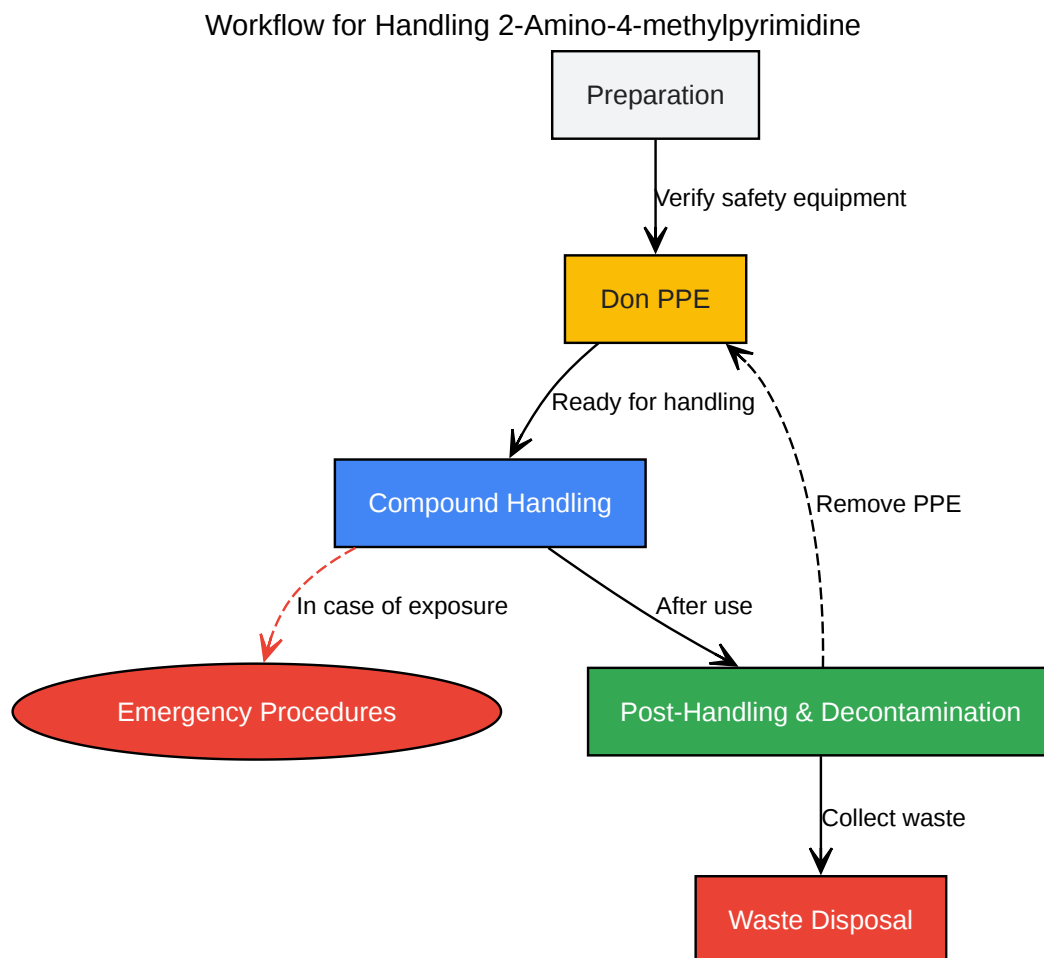 Workflow for Handling 2-Amino-4-methylpyrimidine
Preparation
Verify safety equipment
Don PPE
Ready for handling
Compound Handling
Remove PPE
In case of exposure
After use
Emergency Procedures
Post-Handling & Decontamination
Collect waste
Waste Disposal